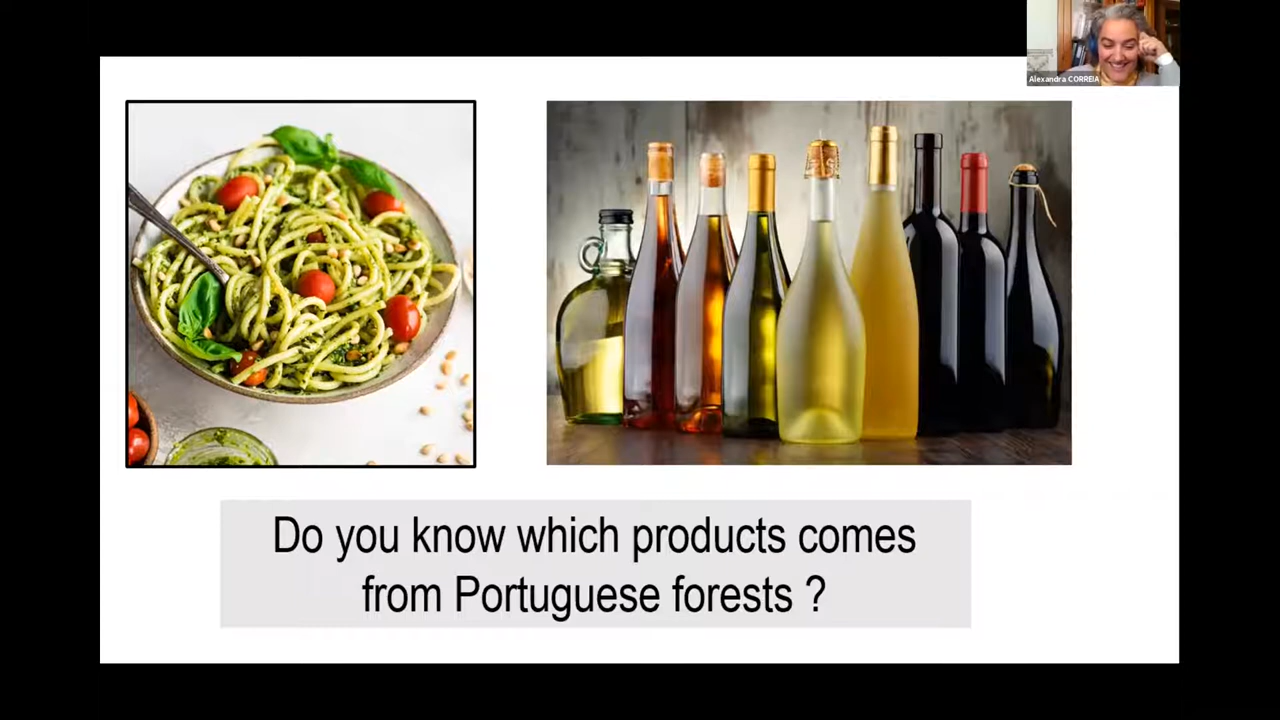 Alexandra CORREIA
Do you know which products comes
from Portuguese forests ?